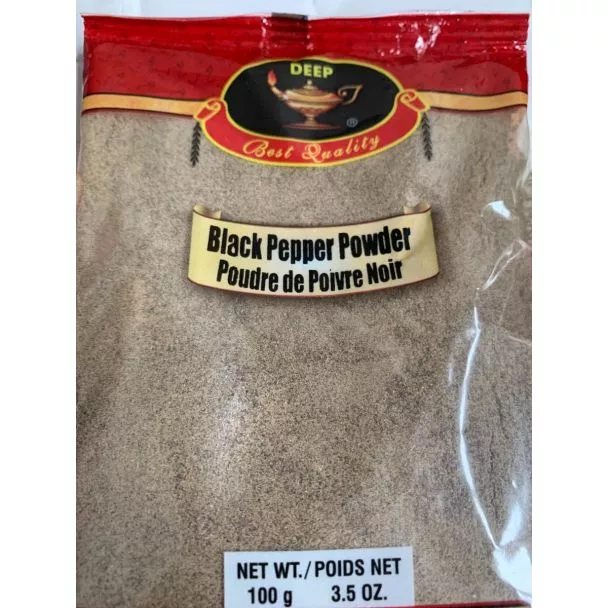 DEEP
®
Best Quality
Black Pepper Powder
Poudre de Poivre Noir
NET WT./POIDS NET
100 g 3.5 OZ.